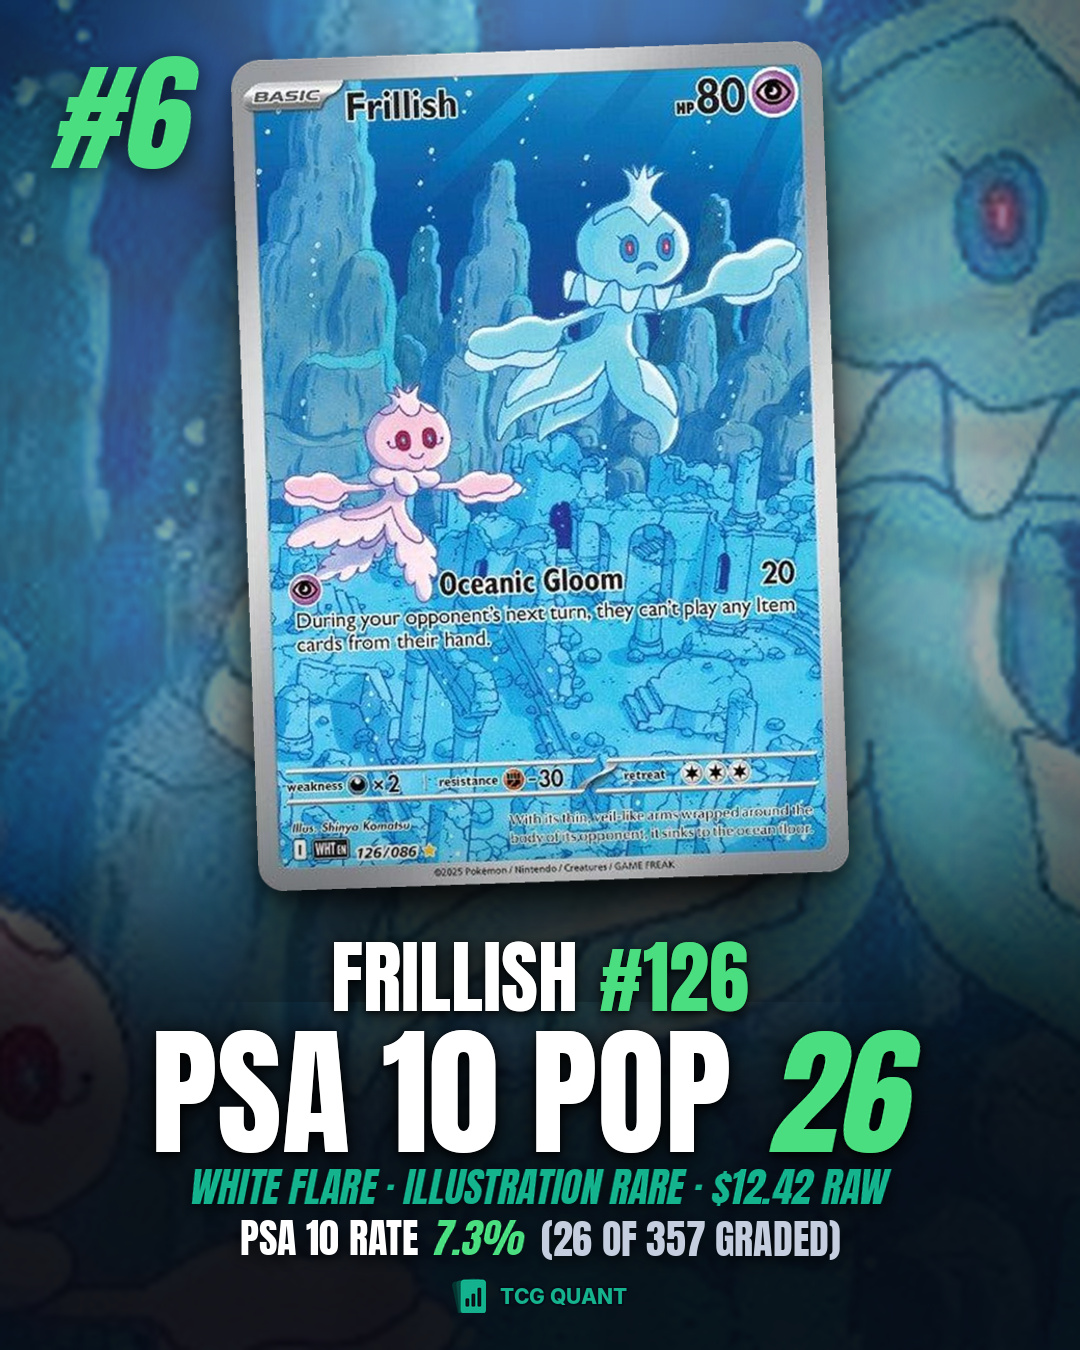 #6
BASIC Frillish HP 80
Oceanic Gloom 20
During your opponent's next turn, they can't play any Item
cards from their hand.
weakness ×2 resistance -30 retreat
Illus. Shinya Komatsu
With its thin, veil-like arms wrapped around the
body of its opponent, it sinks to the ocean floor.
I WHT EN 126/086
©2025 Pokémon / Nintendo / Creatures / GAME FREAK
FRILLISH #126
PSA 10 POP 26
WHITE FLARE · ILLUSTRATION RARE · $12.42 RAW
PSA 10 RATE 7.3% (26 OF 357 GRADED)
TCG QUANT